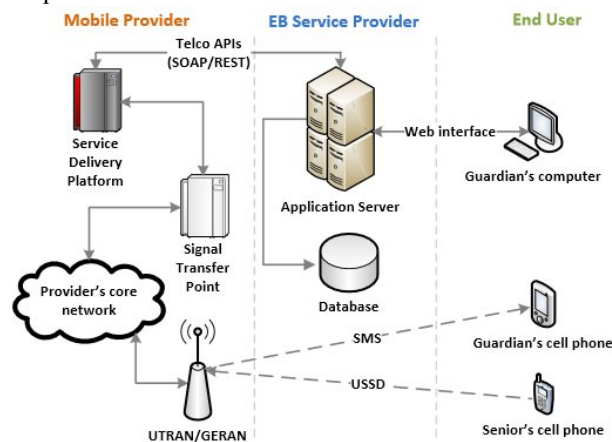 Mobile Provider
EB Service Provider
End User
Telco APIs
(SOAP/REST)
Service
Delivery
Platform
Web interface
Guardian's computer
Application Server
Signal
Transfer
Point
Provider's core
network
Database
SMS
Guardian's cell phone
USSD
UTRAN/GERAN
Senior's cell phone